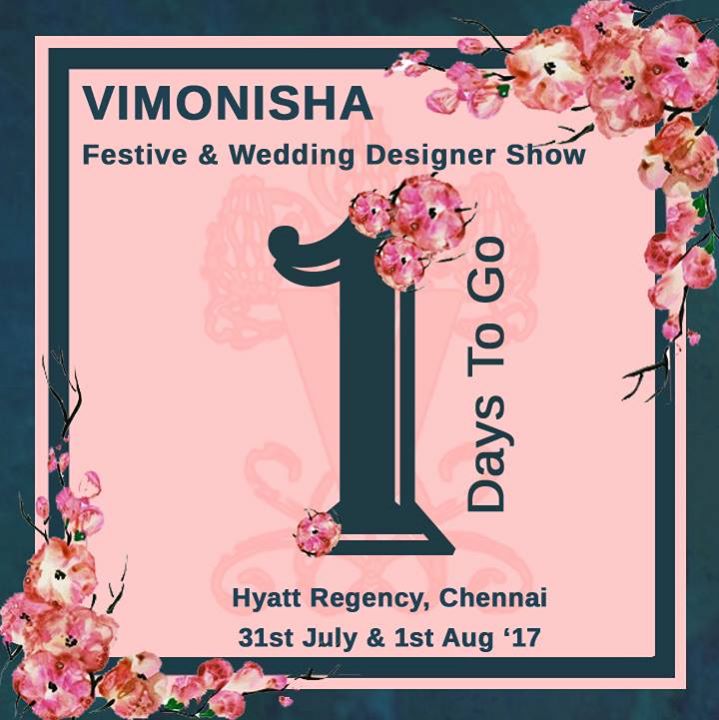 VIMONISHA
Festive & Wedding Designer Show
1
Days To Go
Hyatt Regency, Chennai
31st July & 1st Aug ‘17